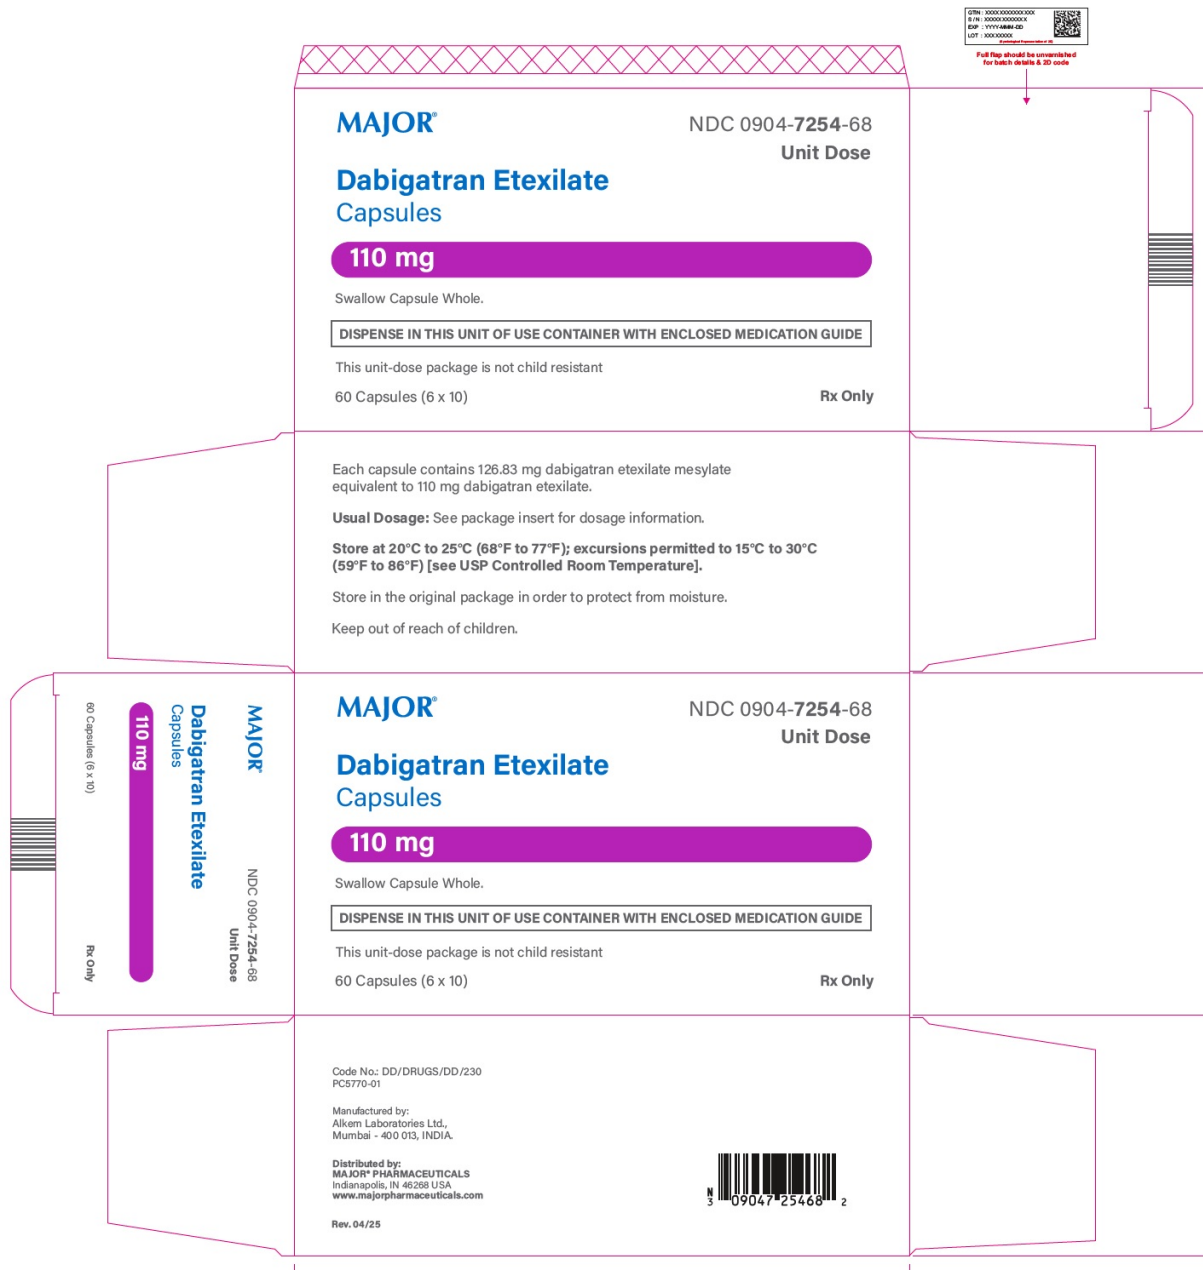 GTIN : XXXXXXXXXXXXXX
S / N : XXXXXXXXXXXX
EXP : YYYY-MMM-DD
LOT : XXXXXXXX
Full flap should be unvarnished
for batch details & 2D code
MAJOR®
NDC 0904-7254-68
Unit Dose
Dabigatran Etexilate
Capsules
110 mg
Swallow Capsule Whole.
DISPENSE IN THIS UNIT OF USE CONTAINER WITH ENCLOSED MEDICATION GUIDE
This unit-dose package is not child resistant
60 Capsules (6 x 10)
Rx Only
Each capsule contains 126.83 mg dabigatran etexilate mesylate
equivalent to 110 mg dabigatran etexilate.
Usual Dosage: See package insert for dosage information.
Store at 20°C to 25°C (68°F to 77°F); excursions permitted to 15°C to 30°C
(59°F to 86°F) [see USP Controlled Room Temperature].
Store in the original package in order to protect from moisture.
Keep out of reach of children.
MAJOR®
NDC 0904-7254-68
Unit Dose
Dabigatran Etexilate
Capsules
110 mg
60 Capsules (6 x 10)
Rx Only
MAJOR®
NDC 0904-7254-68
Unit Dose
Dabigatran Etexilate
Capsules
110 mg
Swallow Capsule Whole.
DISPENSE IN THIS UNIT OF USE CONTAINER WITH ENCLOSED MEDICATION GUIDE
This unit-dose package is not child resistant
60 Capsules (6 x 10)
Rx Only
Code No.: DD/DRUGS/DD/230
PC5770-01
Manufactured by:
Alkem Laboratories Ltd.,
Mumbai - 400 013, INDIA.
Distributed by:
MAJOR® PHARMACEUTICALS
Indianapolis, IN 46268 USA
www.majorpharmaceuticals.com
Rev. 04/25
N
3 09047 25468 2